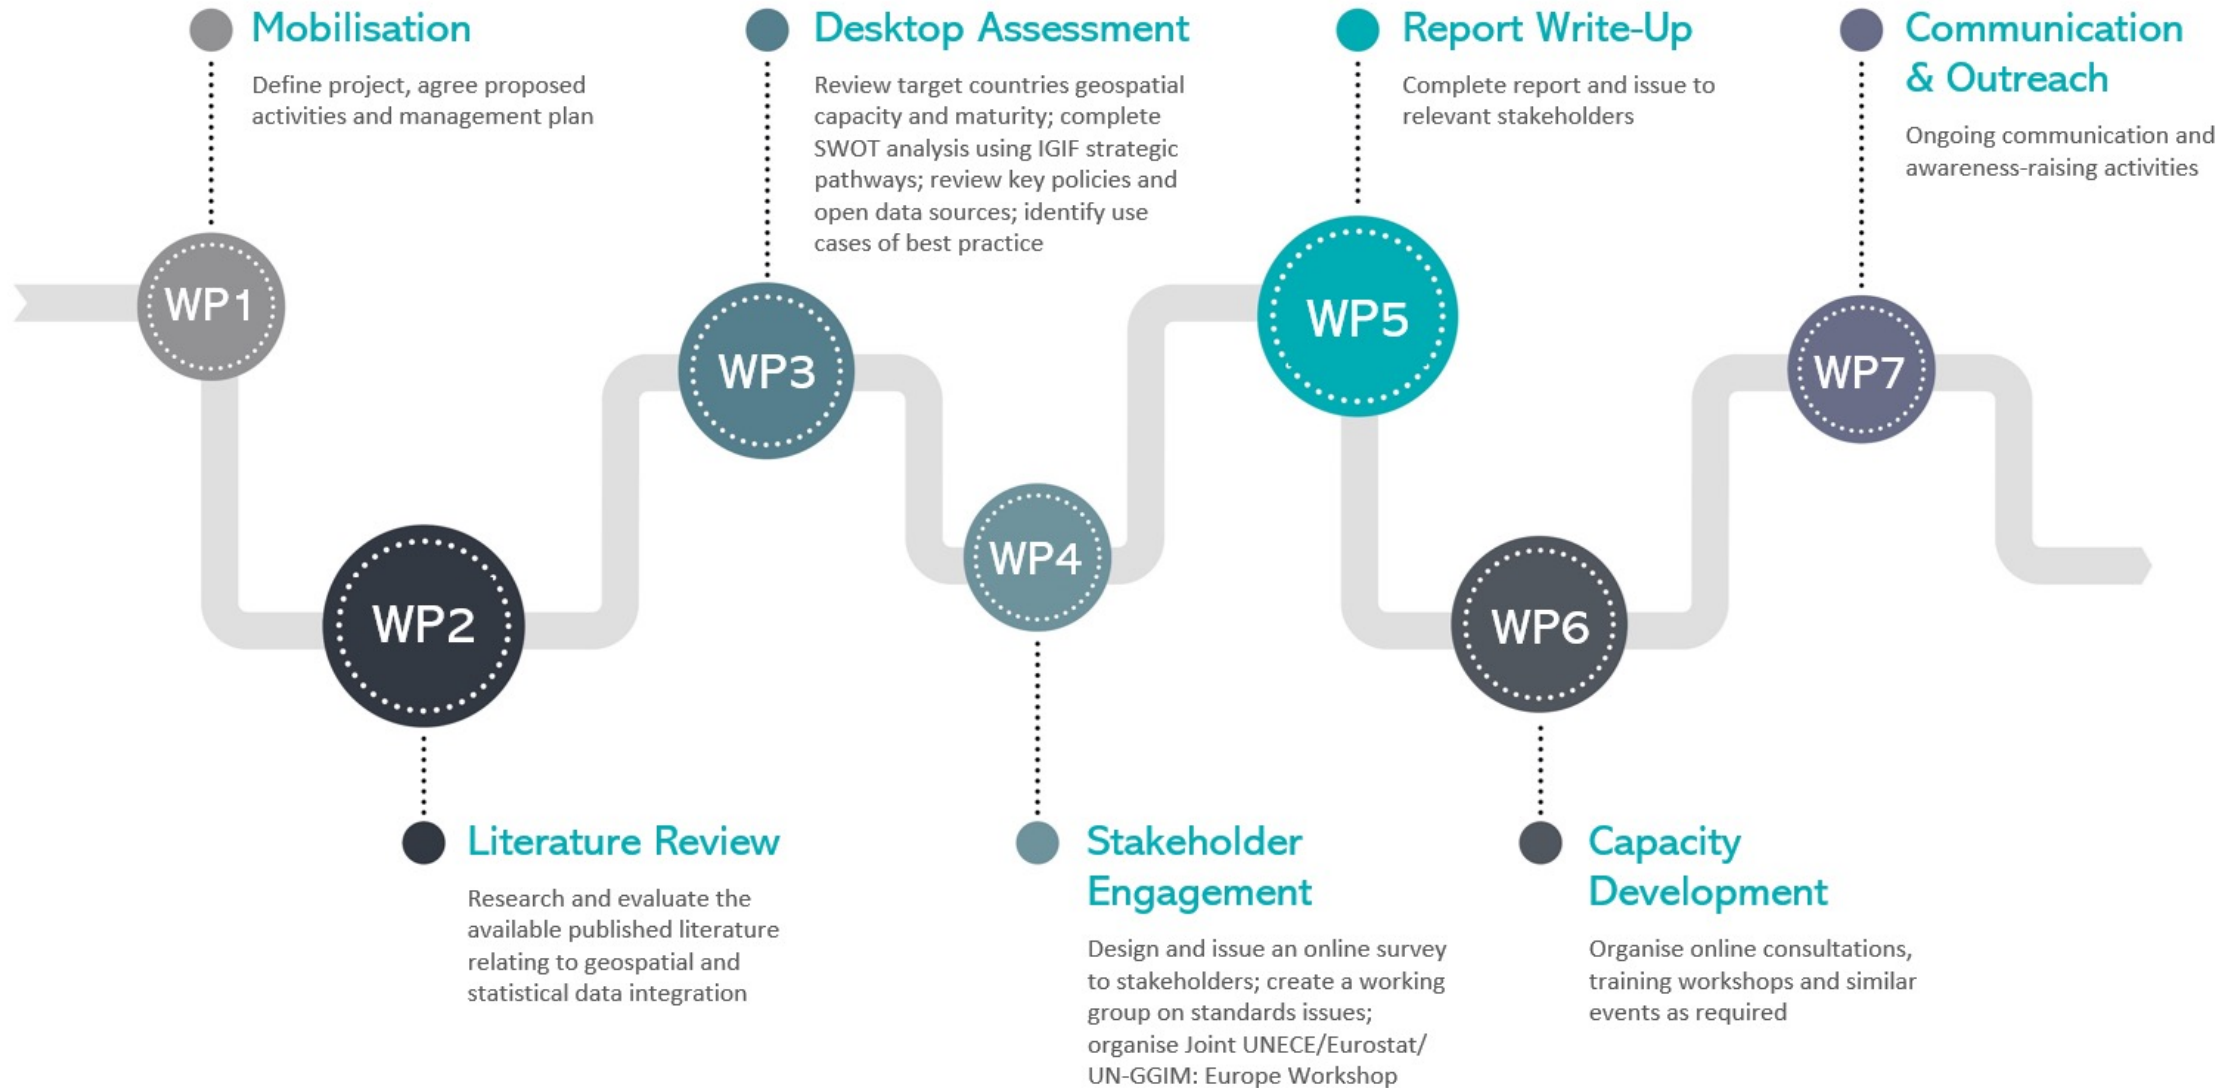 Mobilisation
Define project, agree proposed
activities and management plan
WP1
WP2
Literature Review
Research and evaluate the
available published literature
relating to geospatial and
statistical data integration
Desktop Assessment
Review target countries geospatial
capacity and maturity; complete
SWOT analysis using IGIF strategic
pathways; review key policies and
open data sources; identify use
cases of best practice
WP3
WP4
Stakeholder
Engagement
Design and issue an online survey
to stakeholders; create a working
group on standards issues;
organise Joint UNECE/Eurostat/
UN-GGIM: Europe Workshop
Report Write-Up
Complete report and issue to
relevant stakeholders
WP5
WP6
Capacity
Development
Organise online consultations,
training workshops and similar
events as required
Communication
& Outreach
Ongoing communication and
awareness-raising activities
WP7